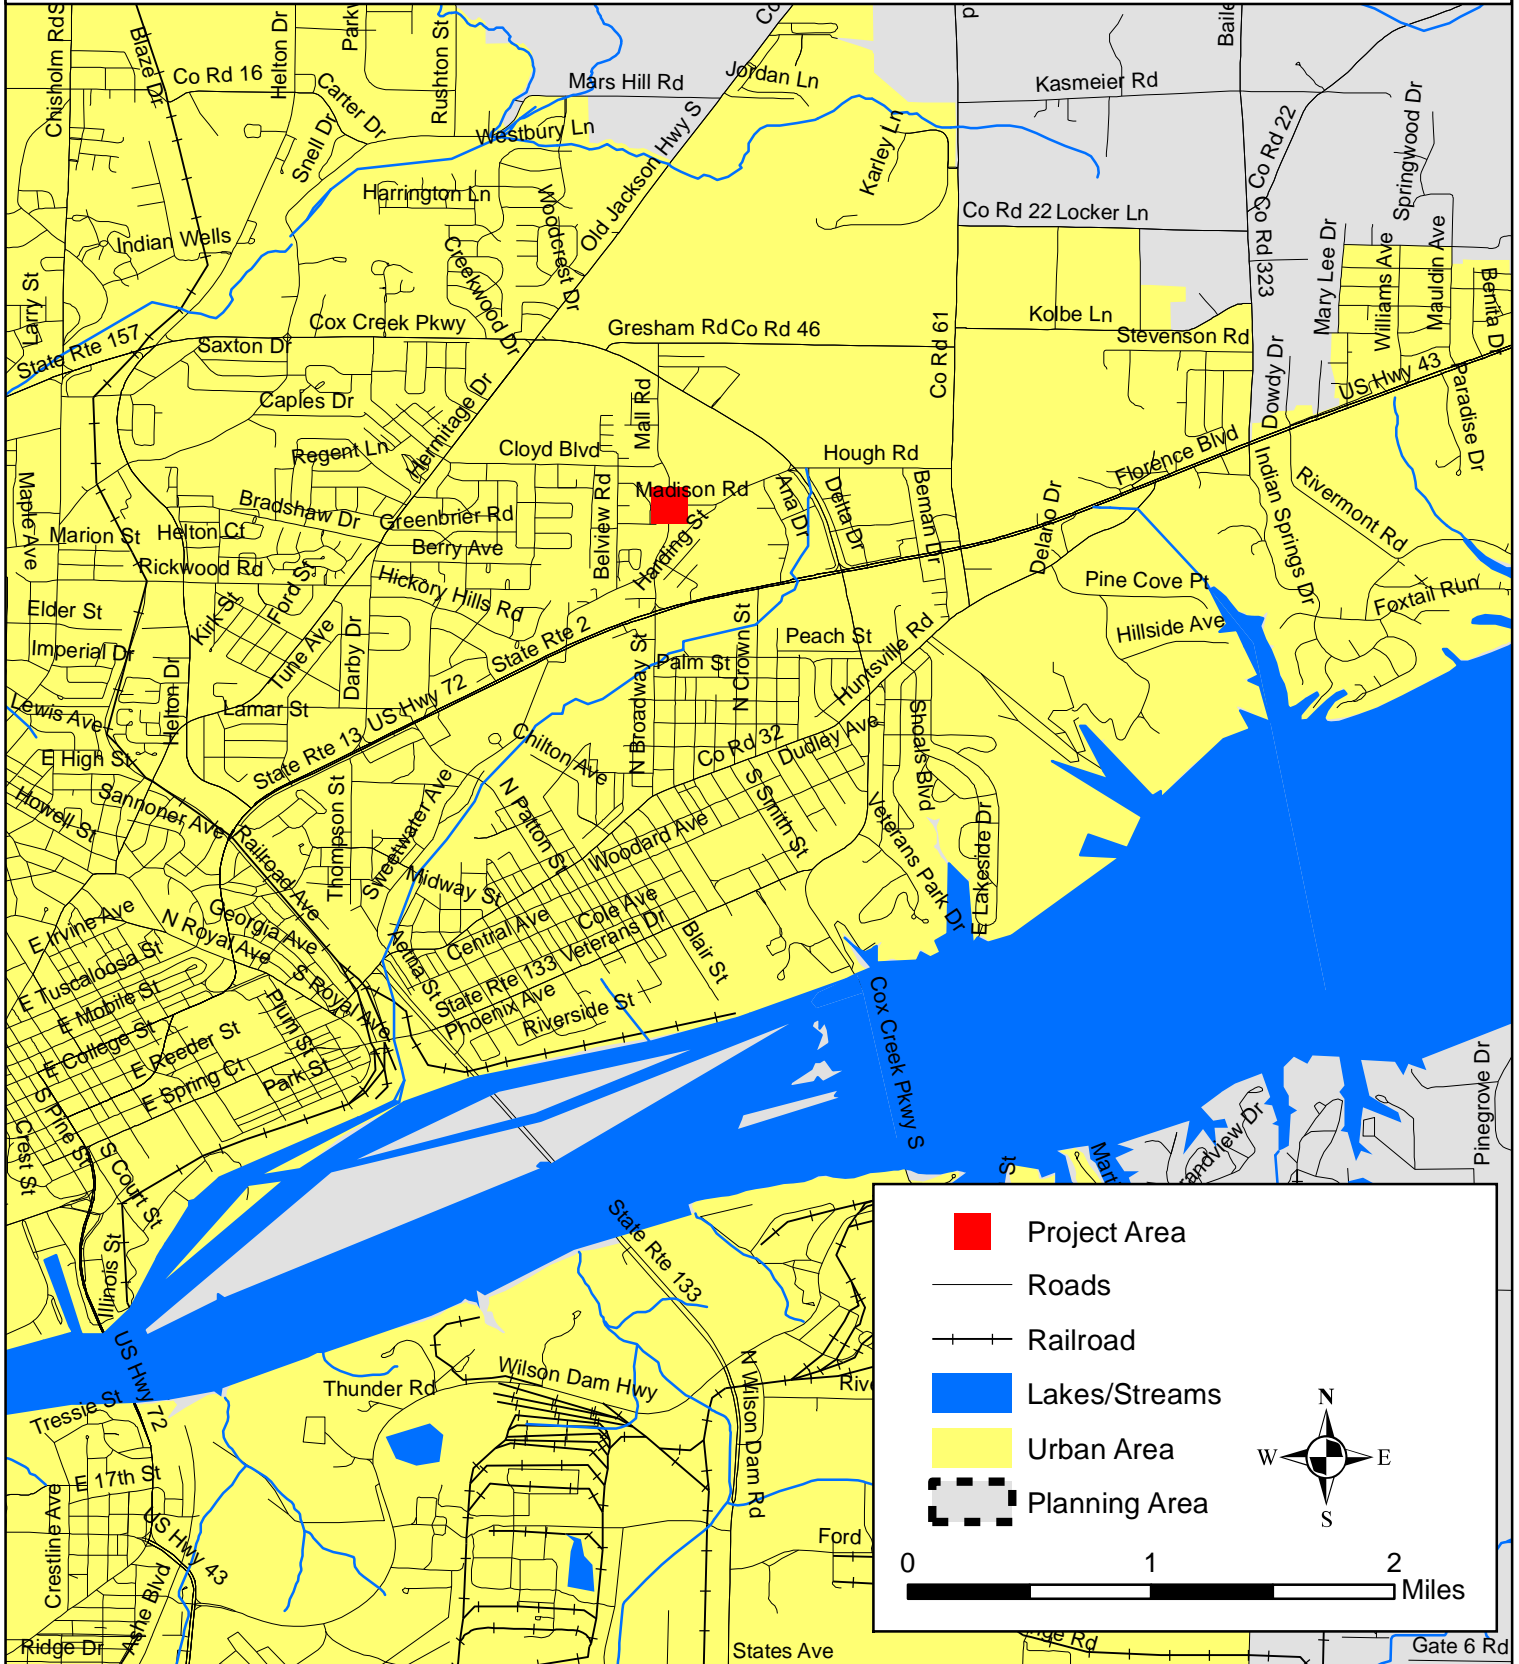 Chisholm Rd
Blaze Dr
Co Rd 16
Helton Dr
Carter Dr
Snell Dr
Rushton St
Mars Hill Rd
Jordan Ln
Westbury Ln
Old Jackson Hwy S
Karley Ln
Kasmeier Rd
Co Rd 22
Springwood Dr
Harrington Ln
Woodcrest Dr
Creekwood Dr
Indian Wells
Co Rd 22 Locker Ln
Co Rd 323
Mary Lee Dr
Williams Ave
Mauldin Ave
Benita D
Larry St
State Rte 157
Cox Creek Pkwy
Saxton Dr
Gresham Rd Co Rd 46
Co Rd 61
Kolbe Ln
Stevenson Rd
Dowdy Dr
US Hwy 43
Paradise Dr
Caples Dr
Hermitage Dr
Mall Rd
Regent Ln
Cloyd Blvd
Hough Rd
Florence Blvd
Maple Ave
Bradshaw Dr
Greenbrier Rd
Belview Rd
Madison Rd
Ana Dr
Delta Dr
Beman Dr
Delano Dr
Indian Springs Dr
Rivermont Rd
Marion St
Helton Ct
Berry Ave
Harding St
Rickwood Rd
Hickory Hills Rd
Pine Cove Pt
Foxtail Run
Elder St
Kirk St
Ford St
Tune Ave
Darby Dr
State Rte 2
N Broadway St
N Crown St
Peach St
Huntsville Rd
Hillside Ave
Imperial Dr
Helton Dr
Palm St
Lewis Ave
Lamar St
US Hwy 72
State Rte 13
Chilton Ave
Co Rd 32
Dudley Ave
Shoals Blvd
E High St
Sannoner Ave
Howell St
Railroad Ave
Thompson St
Sweetwater Ave
N Patton St
S Smith St
Woodard Ave
Veterans Park Dr
E Lakeside Dr
Midway St
E Irvine Ave
N Royal Ave
Georgia Ave
Central Ave
Cole Ave
Aetna St
State Rte 133 Veterans Dr
Blair St
E Tuscaloosa St
S Royal Ave
E Mobile St
Plum St
Phoenix Ave
Riverside St
Cox Creek Pkwy S
E College St
E Reeder St
E Spring Ct
Park St
S Pine St
Crest St
S Court St
Pinegrove Dr
St
Illinois St
State Rte 133
US Hwy 72
Tressie St
Thunder Rd
Wilson Dam Hwy
N Wilson Dam Rd
E 17th St
Crestline Ave
US Hwy 43
Ashe Blvd
Ridge Dr
Ford
States Ave
Gate 6 Rd
Project Area
Roads
Railroad
Lakes/Streams
Urban Area
Planning Area
N
W
E
S
0 1 2
Miles